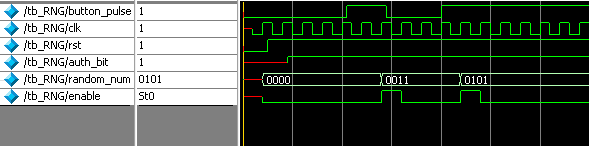 /tb_RNG/button_pulse 1
/tb_RNG/clk 1
/tb_RNG/rst 1
/tb_RNG/auth_bit 1
/tb_RNG/random_num 0101 0000 0011 0101
/tb_RNG/enable St0